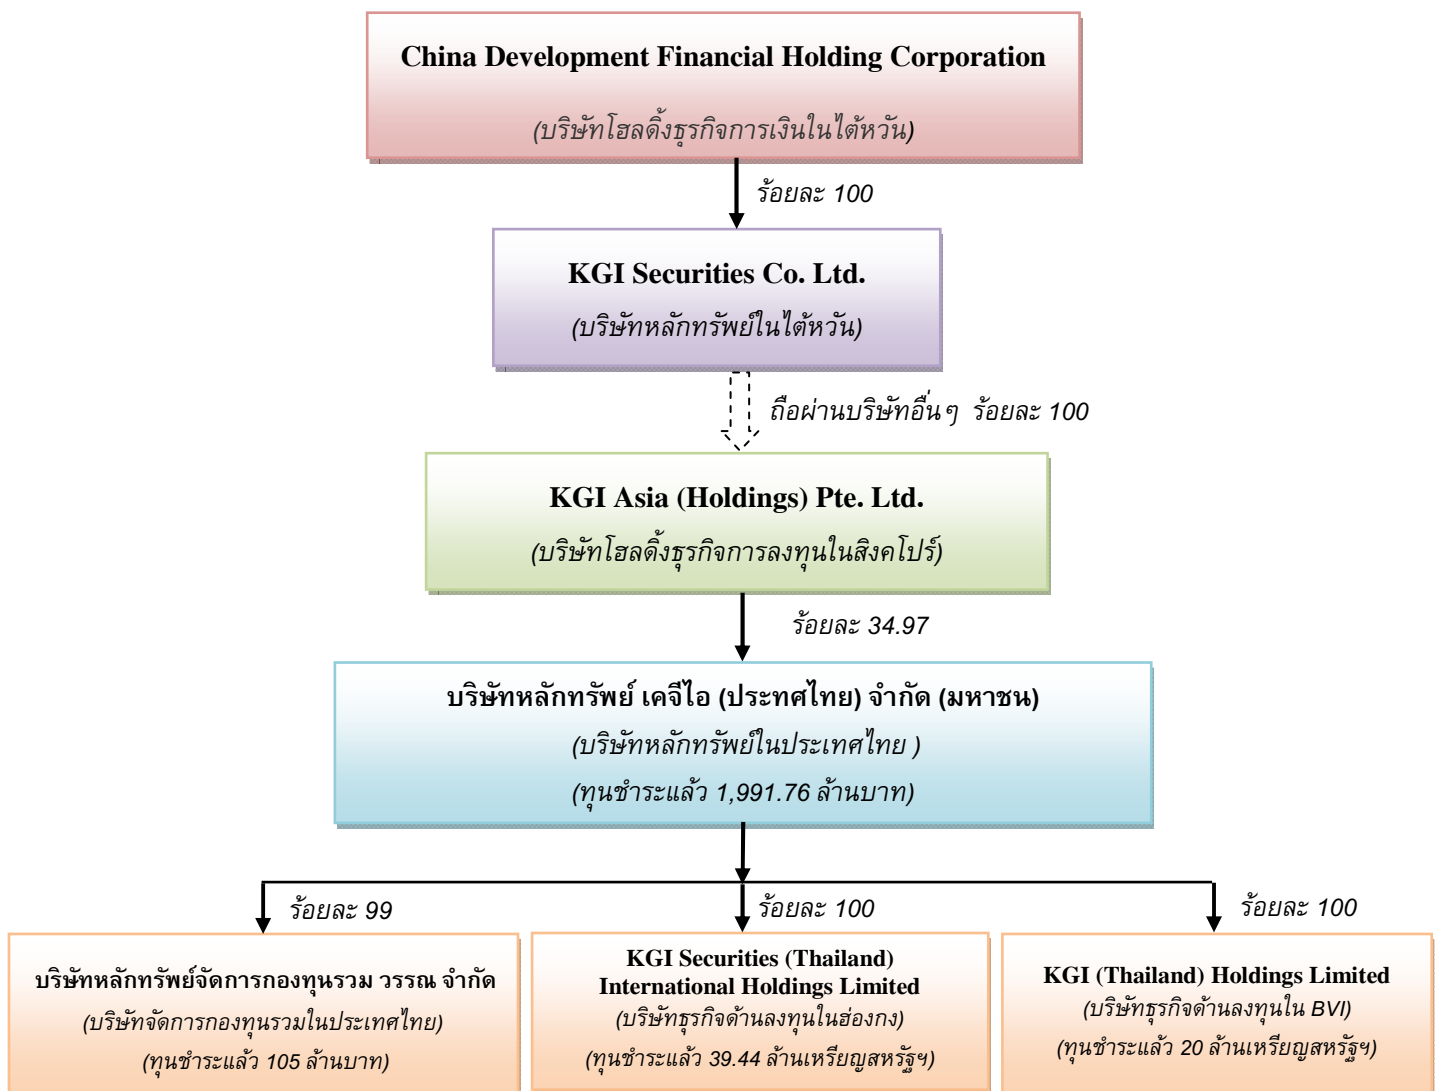 China Development Financial Holding Corporation
(บริษัทโฮลดิ้งธุรกิจการเงินในไต้หวัน)
ร้อยละ 100
KGI Securities Co. Ltd.
(บริษัทหลักทรัพย์ในไต้หวัน)
ถือผ่านบริษัทอื่นๆ ร้อยละ 100
KGI Asia (Holdings) Pte. Ltd.
(บริษัทโฮลดิ้งธุรกิจการลงทุนในสิงคโปร์)
ร้อยละ 34.97
บริษัทหลักทรัพย์ เคจีไอ (ประทศไทย) จำกัด (มหาชน)
(บริษัทหลักทรัพย์ในประเทศไทย )
(ทุนชำระแล้ว 1,991.76 ล้านบาท)
ร้อยละ 99
บริษัทหลักทรัพย์จัดการกองทุนรวม วรรณ จำกัด
(บริษัทจัดการกองทุนรวมในประเทศไทย)
(ทุนชำระแล้ว 105 ล้านบาท)
ร้อยละ 100
KGI Securities (Thailand)
International Holdings Limited
(บริษัทธุรกิจด้านลงทุนในฮ่องกง)
(ทุนชำระแล้ว 39.44 ล้านเหรียญสหรัฐฯ)
ร้อยละ 100
KGI (Thailand) Holdings Limited
(บริษัทธุรกิจด้านลงทุนใน BVI)
(ทุนชำระแล้ว 20 ล้านเหรียญสหรัฐฯ)